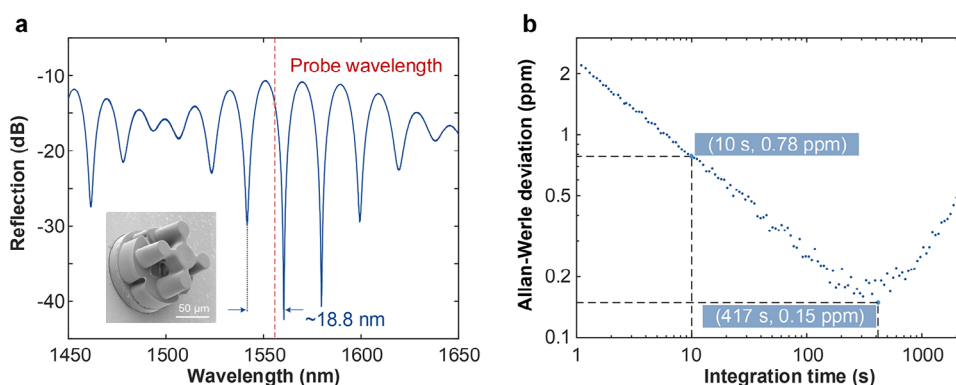 a
-10
-20
-30
-40
Reflection (dB)
Probe wavelength
50 µm
~18.8 nm
1450
1500
1550
1600
1650
Wavelength (nm)
b
2
1
0.5
0.2
0.1
Allan-Werle deviation (ppm)
(10 s, 0.78 ppm)
(417 s, 0.15 ppm)
1
10
100
1000
Integration time (s)